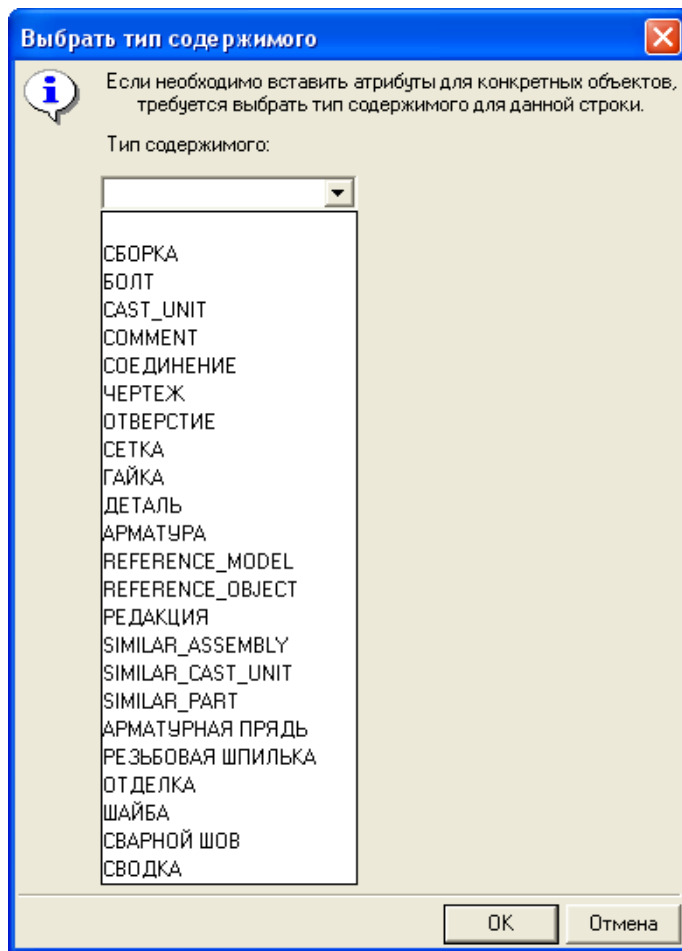 Выбрать тип содержимого
Если необходимо вставить атрибуты для конкретных объектов,
требуется выбрать тип содержимого для данной строки.
Тип содержимого:
СБОРКА
БОЛТ
CAST_UNIT
COMMENT
СОЕДИНЕНИЕ
ЧЕРТЕЖ
ОТВЕРСТИЕ
СЕТКА
ГАЙКА
ДЕТАЛЬ
АРМАТУРА
REFERENCE_MODEL
REFERENCE_OBJECT
РЕДАКЦИЯ
SIMILAR_ASSEMBLY
SIMILAR_CAST_UNIT
SIMILAR_PART
АРМАТУРНАЯ ПРЯДЬ
РЕЗЬБОВАЯ ШПИЛЬКА
ОТДЕЛКА
ШАЙБА
СВАРНОЙ ШОВ
СВОДКА
OK Отмена